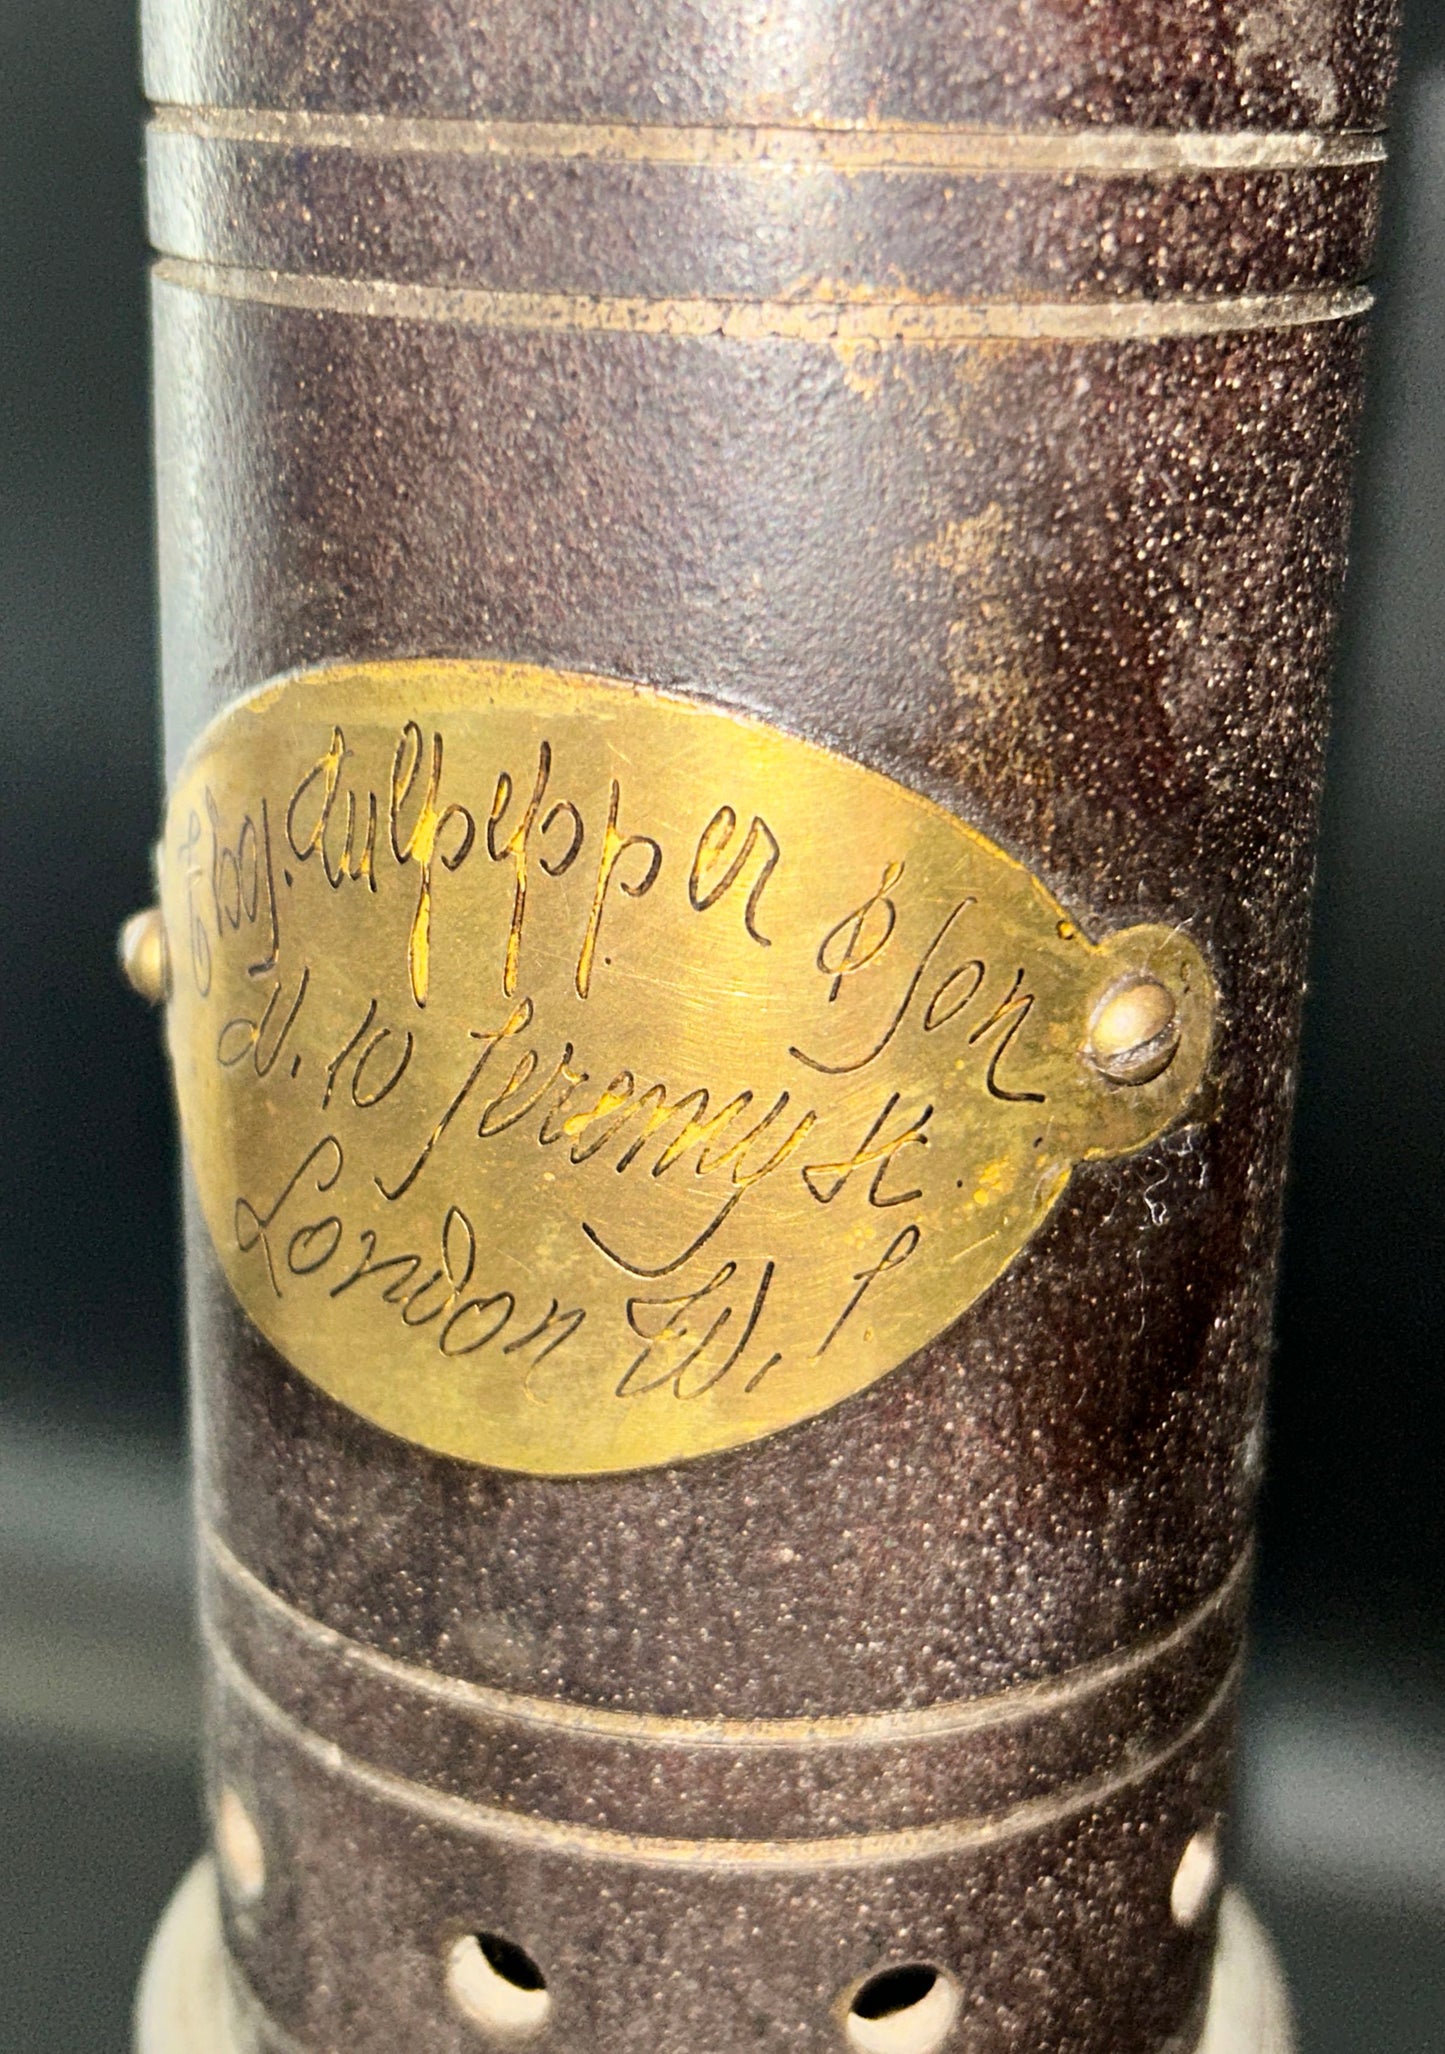 Culpepper & Son
N. 10 Jeremy St.
London W. 1